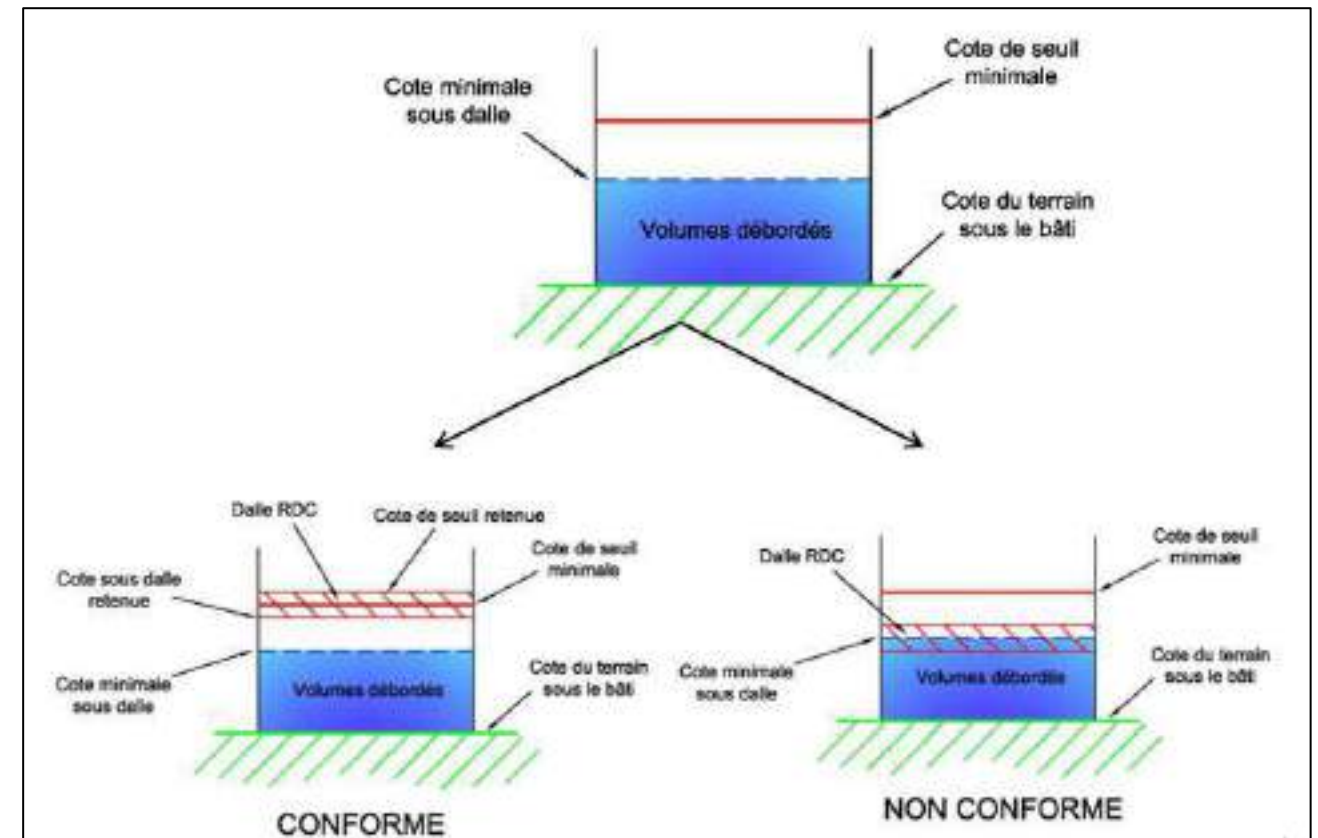 Cote de seuil
minimale
Cote minimale
sous dalle
Cote du terrain
sous le bâti
Volumes débordés
Dalle RDC
Cote de seuil retenue
Cote de seuil
minimale
Cote sous dalle
retenue
Cote minimale
sous dalle
Volumes débordés
Cote du terrain
sous le bâti
CONFORME
Cote de seuil
minimale
Dalle RDC
Cote minimale
sous dalle
Volumes débordés
Cote du terrain
sous le bâti
NON CONFORME